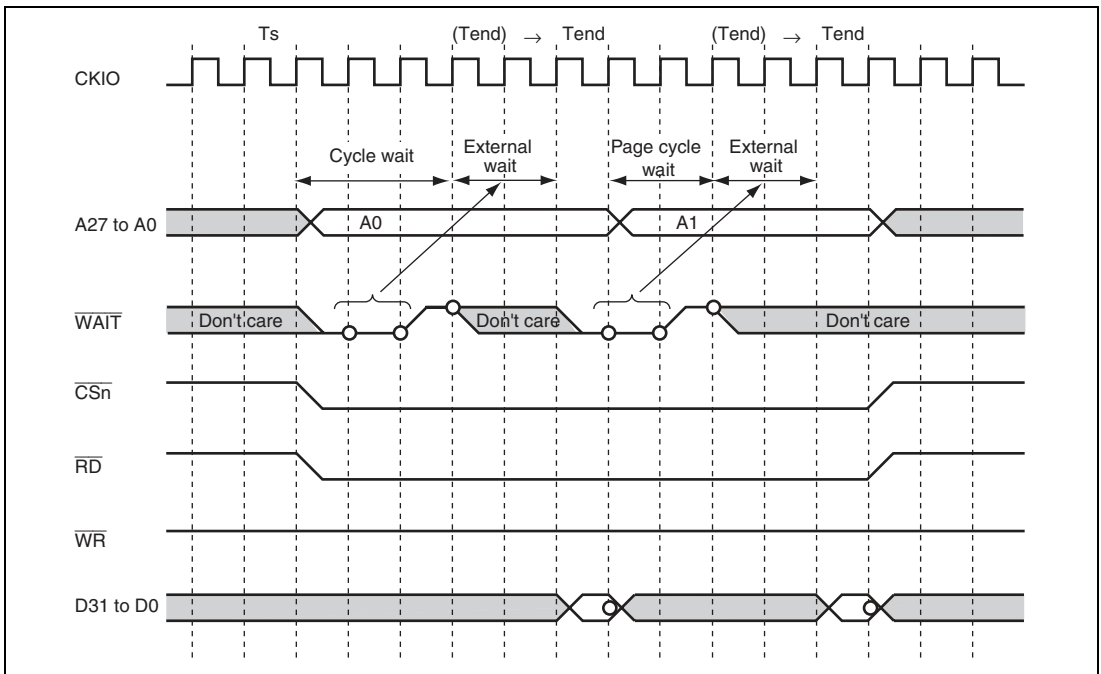 Ts (Tend) → Tend (Tend) → Tend
CKIO
Cycle wait External wait Page cycle wait External wait
A27 to A0 A0 A1
WAIT Don't care Don't care Don't care
CSn
RD
WR
D31 to D0